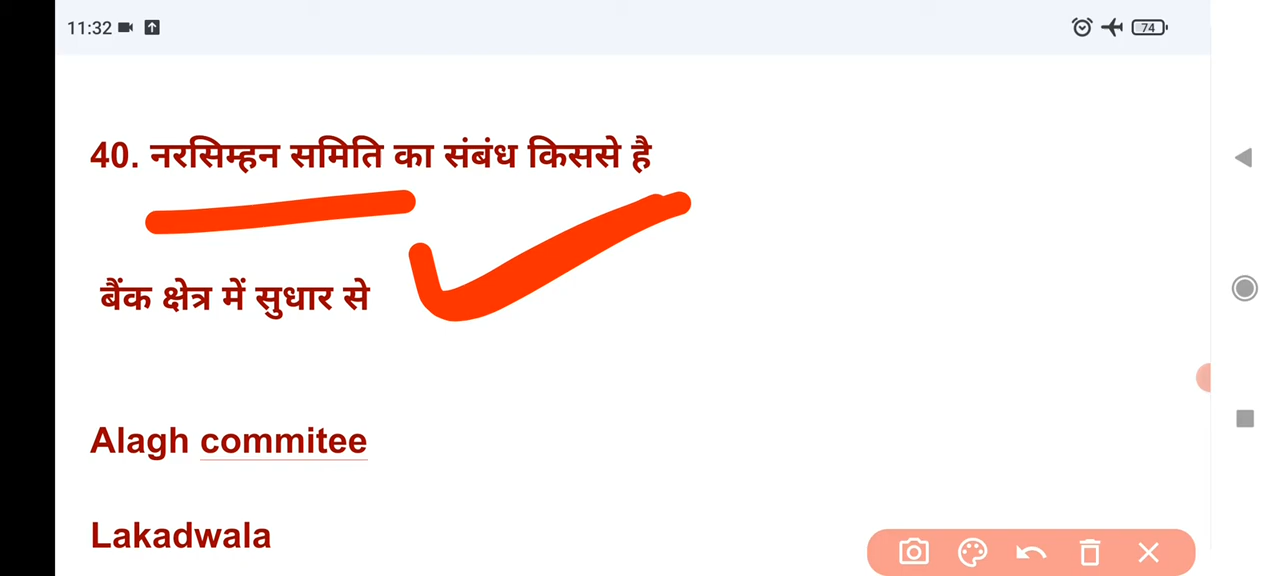 11:32
74
40. नरसिम्हन समिति का संबंध किससे है
बैंक क्षेत्र में सुधार से
Alagh commitee
Lakadwala